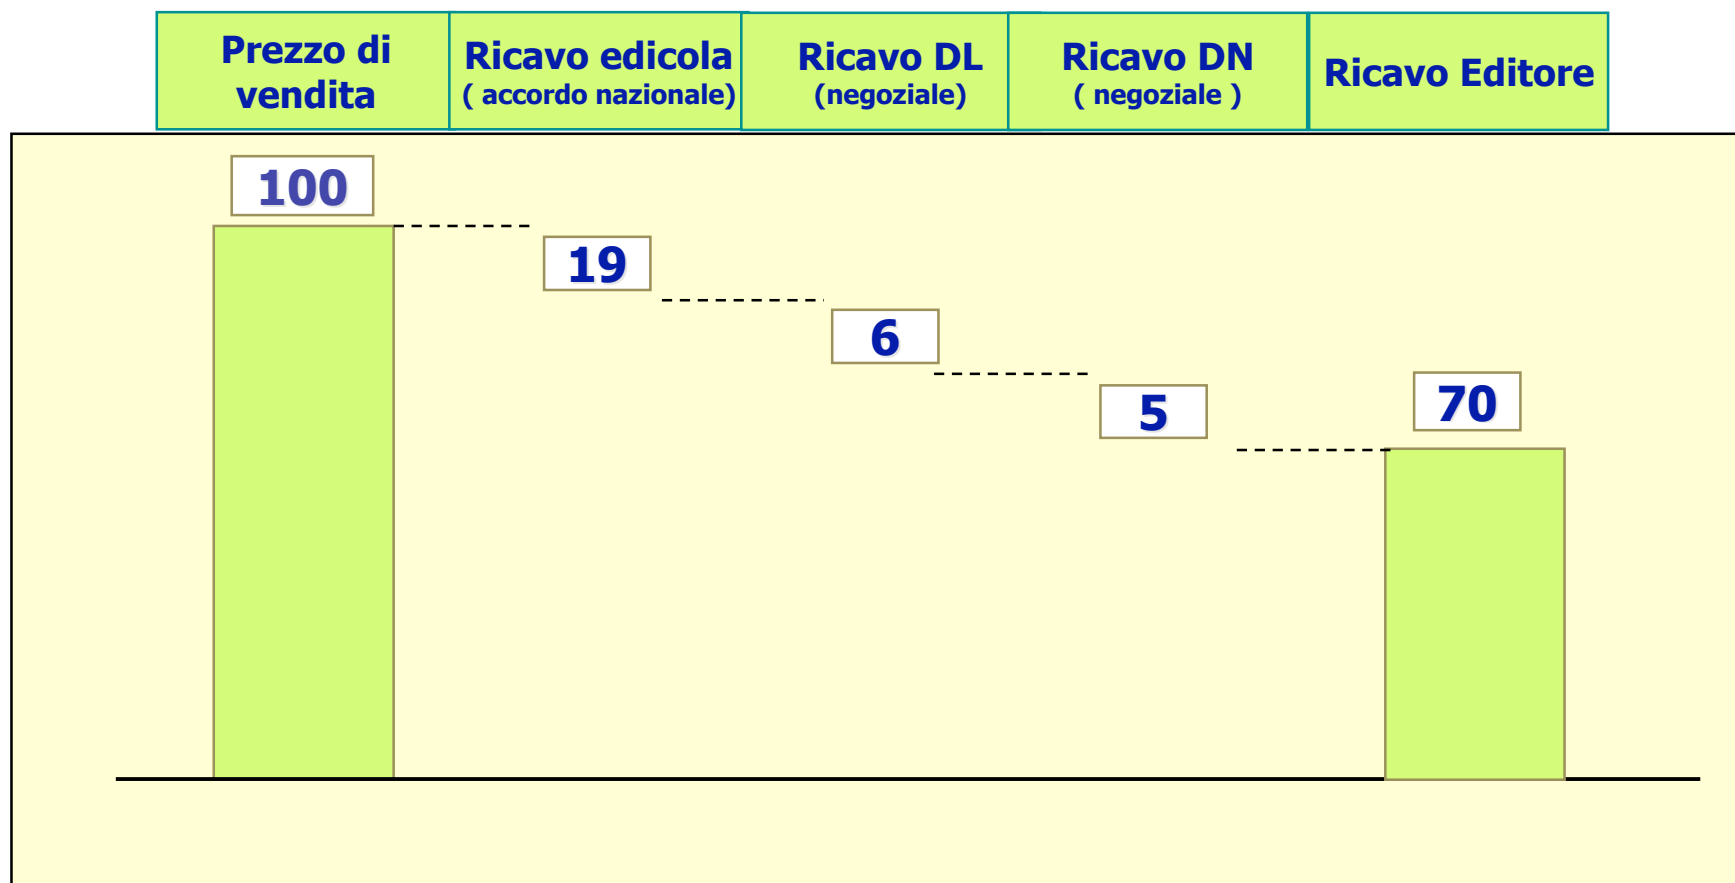 Prezzo di
vendita
Ricavo edicola
( accordo nazionale)
Ricavo DL
(negoziale)
Ricavo DN
( negoziale )
Ricavo Editore
100
19
6
5
70